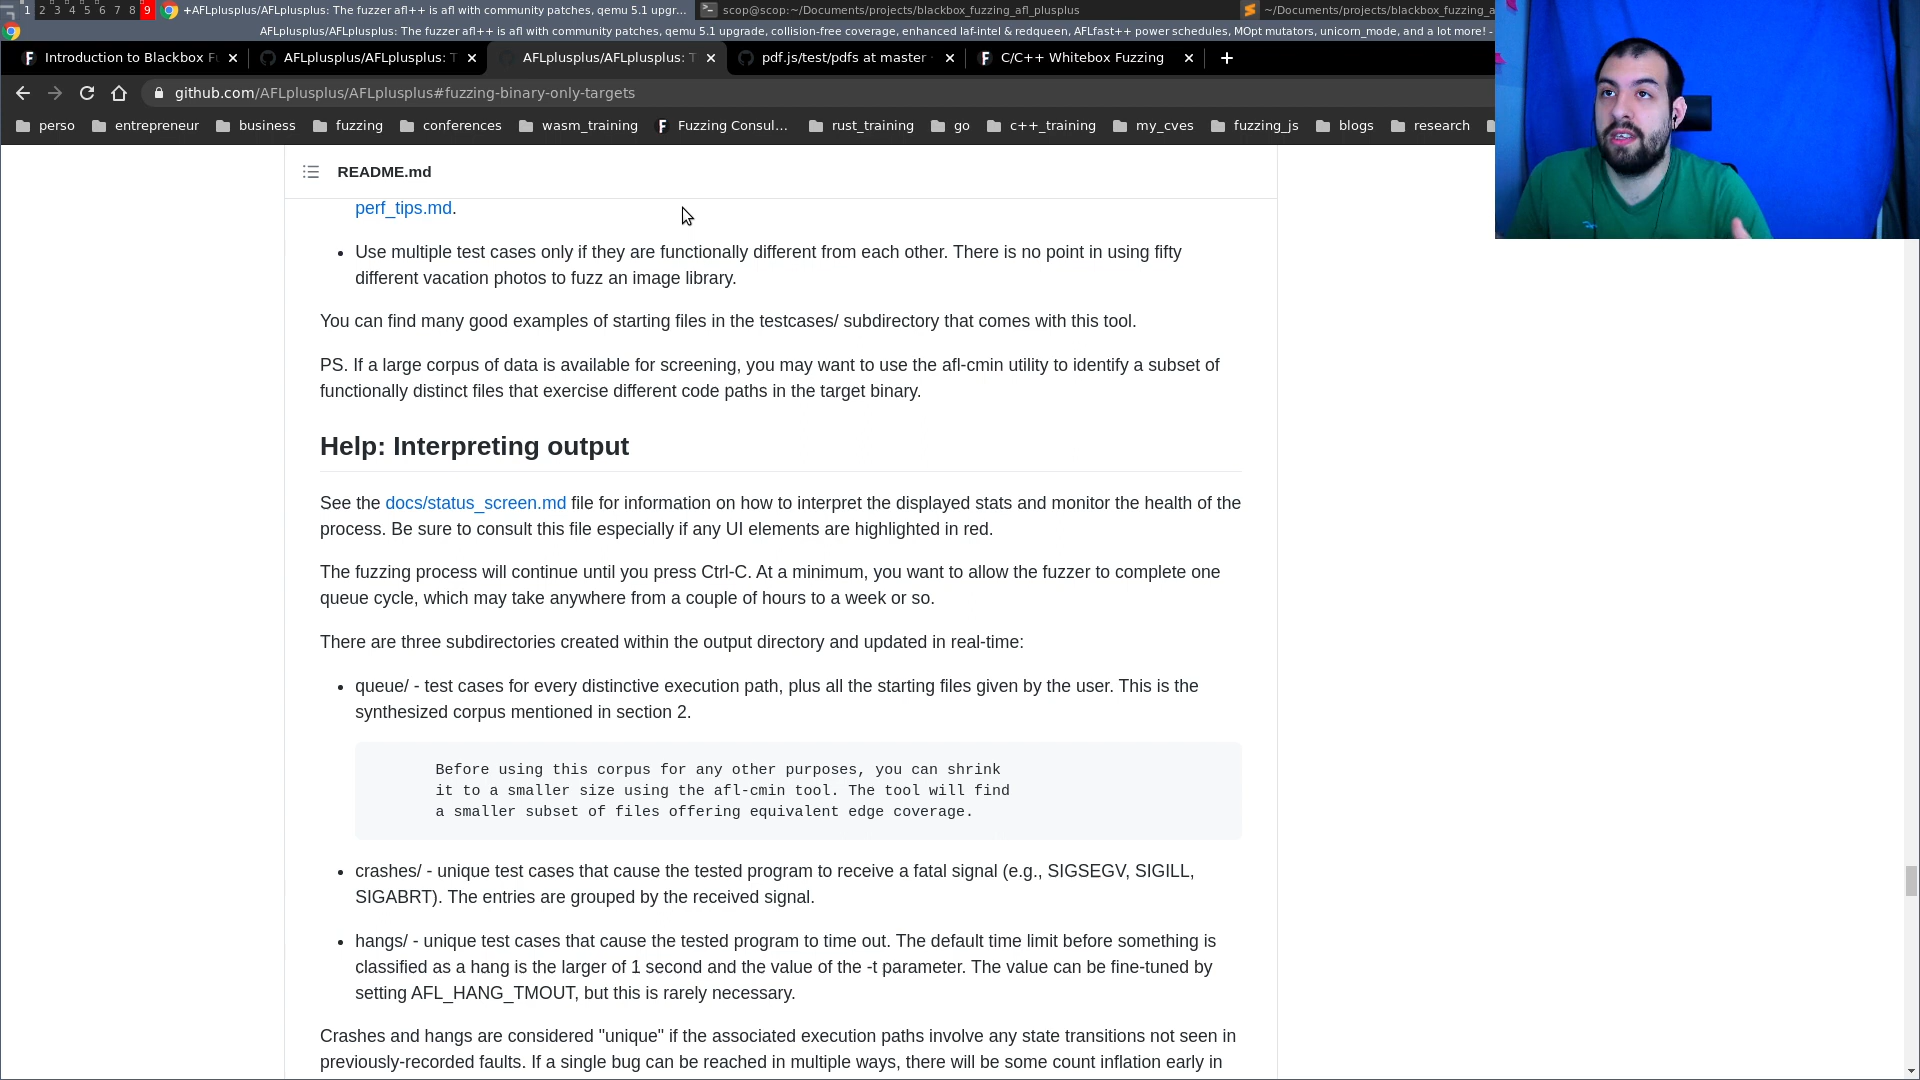 1 2 3 4 5 6 7 8 9 +AFLplusplus/AFLplusplus: The fuzzer afl++ is afl with community patches, qemu 5.1 upgr... scop@scop:~/Documents/projects/blackbox_fuzzing_afl_plusplus ~/Documents/projects/blackbox_fuzzing_a
AFLplusplus/AFLplusplus: The fuzzer afl++ is afl with community patches, qemu 5.1 upgrade, collision-free coverage, enhanced laf-intel & redqueen, AFLfast++ power schedules, MOpt mutators, unicorn_mode, and a lot more! -
Introduction to Blackbox Fu AFLplusplus/AFLplusplus: T AFLplusplus/AFLplusplus: T pdf.js/test/pdfs at master · C/C++ Whitebox Fuzzing
github.com/AFLplusplus/AFLplusplus#fuzzing-binary-only-targets
perso entrepreneur business fuzzing conferences wasm_training Fuzzing Consul... rust_training go c++_training my_cves fuzzing_js blogs research
README.md
perf_tips.md.
• Use multiple test cases only if they are functionally different from each other. There is no point in using fifty
different vacation photos to fuzz an image library.
You can find many good examples of starting files in the testcases/ subdirectory that comes with this tool.
PS. If a large corpus of data is available for screening, you may want to use the afl-cmin utility to identify a subset of
functionally distinct files that exercise different code paths in the target binary.
Help: Interpreting output
See the docs/status_screen.md file for information on how to interpret the displayed stats and monitor the health of the
process. Be sure to consult this file especially if any UI elements are highlighted in red.
The fuzzing process will continue until you press Ctrl-C. At a minimum, you want to allow the fuzzer to complete one
queue cycle, which may take anywhere from a couple of hours to a week or so.
There are three subdirectories created within the output directory and updated in real-time:
• queue/ - test cases for every distinctive execution path, plus all the starting files given by the user. This is the
synthesized corpus mentioned in section 2.
Before using this corpus for any other purposes, you can shrink
it to a smaller size using the afl-cmin tool. The tool will find
a smaller subset of files offering equivalent edge coverage.
• crashes/ - unique test cases that cause the tested program to receive a fatal signal (e.g., SIGSEGV, SIGILL,
SIGABRT). The entries are grouped by the received signal.
• hangs/ - unique test cases that cause the tested program to time out. The default time limit before something is
classified as a hang is the larger of 1 second and the value of the -t parameter. The value can be fine-tuned by
setting AFL_HANG_TMOUT, but this is rarely necessary.
Crashes and hangs are considered "unique" if the associated execution paths involve any state transitions not seen in
previously-recorded faults. If a single bug can be reached in multiple ways, there will be some count inflation early in